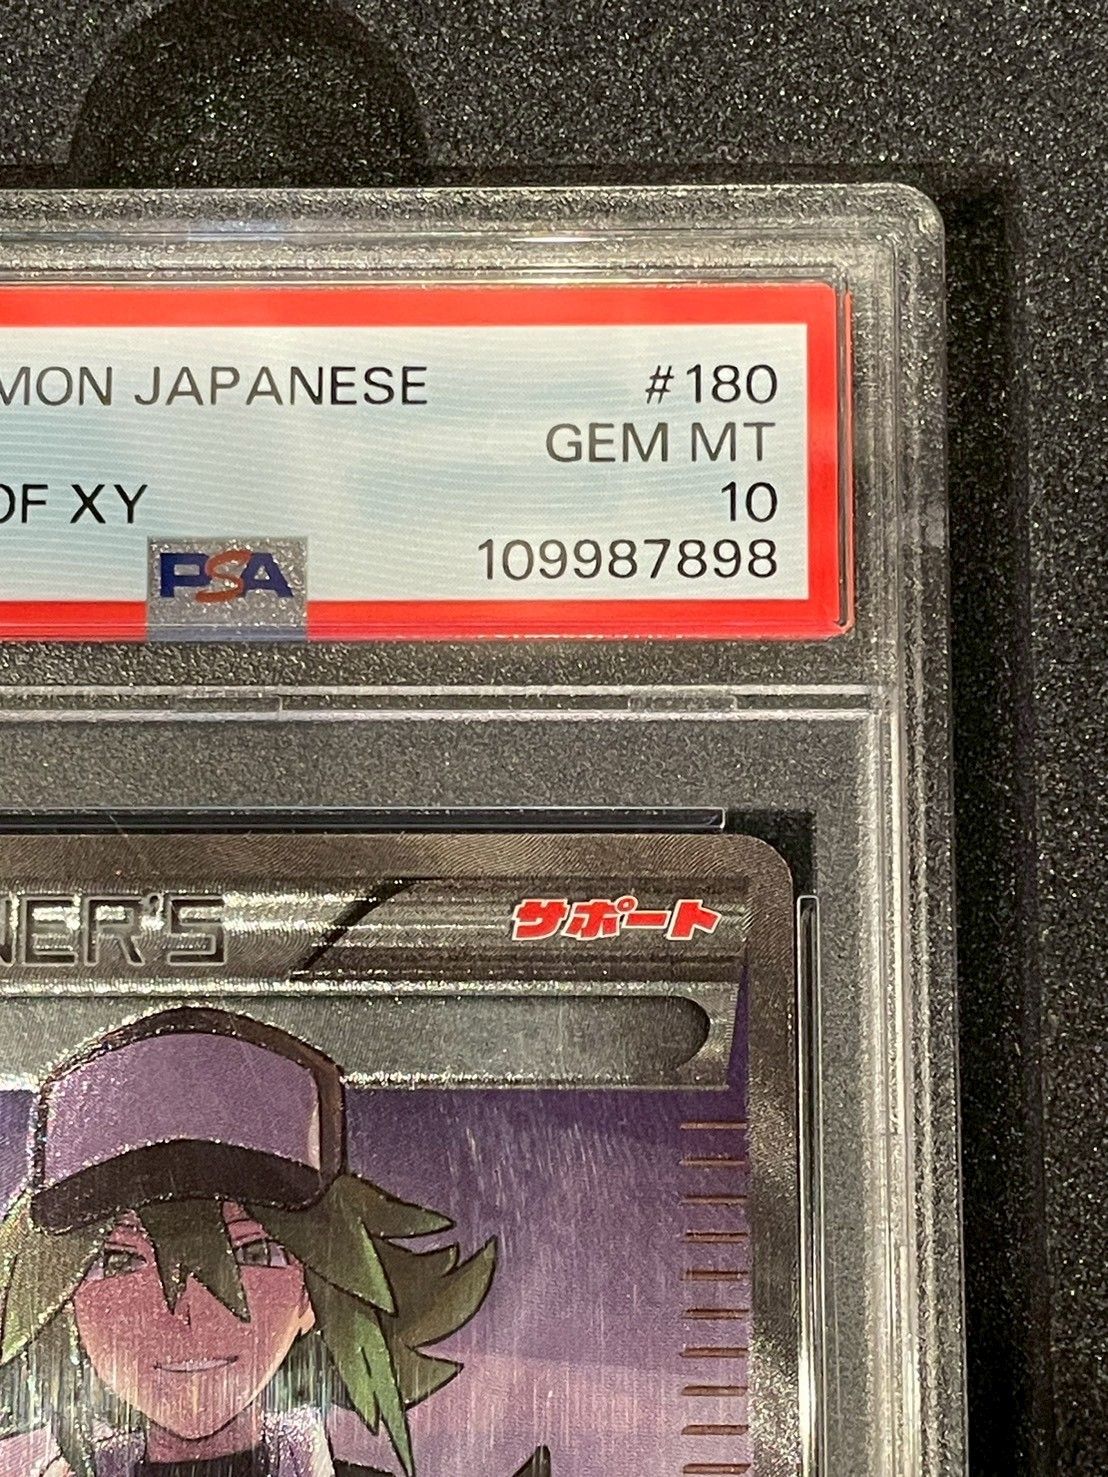 MON JAPANESE #180
GEM MT
OF XY 10
PSA 109987898
NER'S サポート